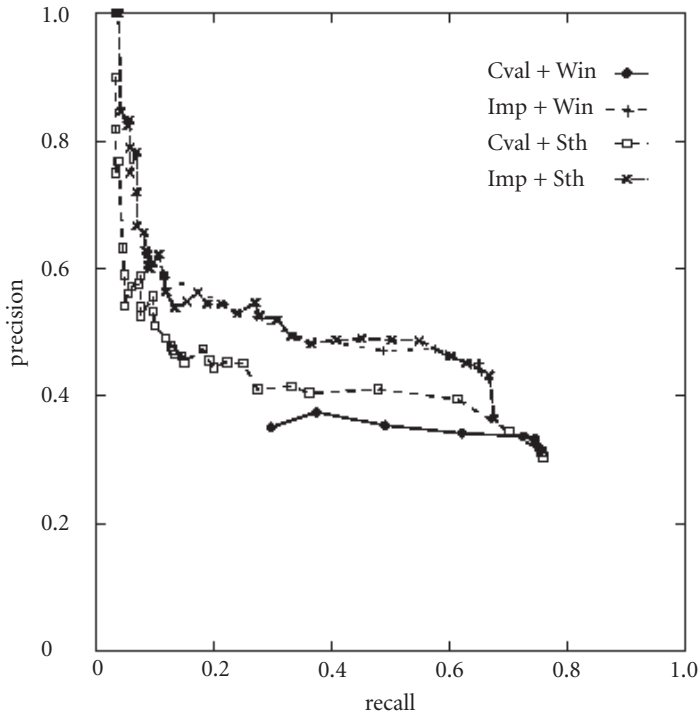 1.0
Cval + Win
Imp + Win
Cval + Sth
Imp + Sth
0.8
0.6
precision
0.4
0.2
0
0 0.2 0.4 0.6 0.8 1.0
recall